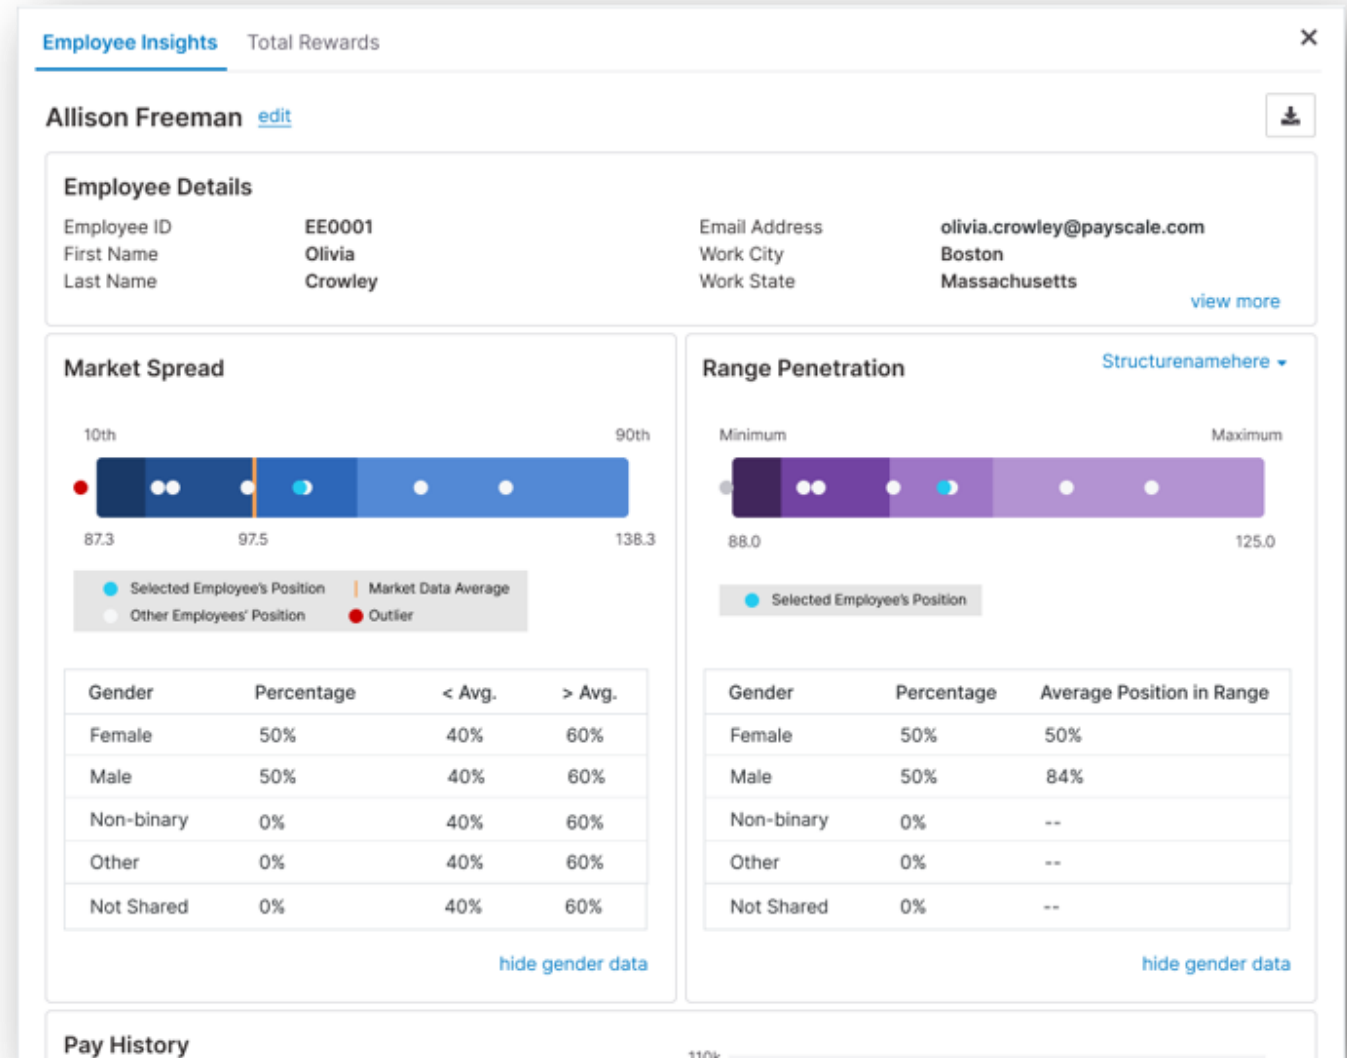 Employee Insights Total Rewards
Allison Freeman edit
Employee Details
Employee ID EE0001 Email Address olivia.crowley@payscale.com
First Name Olivia Work City Boston
Last Name Crowley Work State Massachusetts
view more
Market Spread
10th 90th
87.3 97.5 138.3
Selected Employee's Position Market Data Average
Other Employees' Position Outlier
Gender Percentage < Avg. > Avg.
Female 50% 40% 60%
Male 50% 40% 60%
Non-binary 0% 40% 60%
Other 0% 40% 60%
Not Shared 0% 40% 60%
hide gender data
Range Penetration Structurenamehere
Minimum Maximum
88.0 125.0
Selected Employee's Position
Gender Percentage Average Position in Range
Female 50% 50%
Male 50% 84%
Non-binary 0% --
Other 0% --
Not Shared 0% --
hide gender data
Pay History
110k